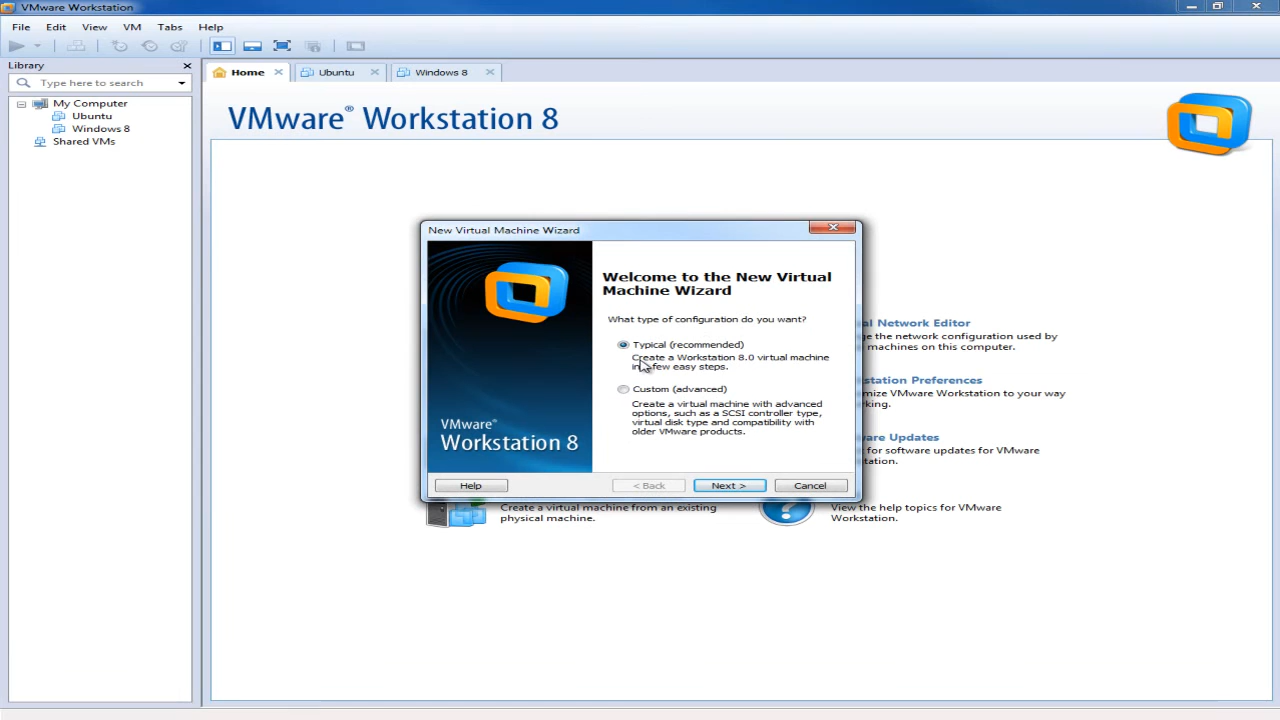 VMware Workstation
File Edit View VM Tabs Help
Library
Type here to search
My Computer
Ubuntu
Windows 8
Shared VMs
Home Ubuntu Windows 8
VMware® Workstation 8
New Virtual Machine Wizard
VMware®
Workstation 8
Welcome to the New Virtual
Machine Wizard
What type of configuration do you want?
Typical (recommended)
Create a Workstation 8.0 virtual machine
few easy steps.
Custom (advanced)
Create a virtual machine with advanced
options, such as a SCSI controller type,
virtual disk type and compatibility with
older VMware products.
Help < Back Next > Cancel
al Network Editor
ge the network configuration used by
machines on this computer.
station Preferences
mize VMware Workstation to your way
king.
are Updates
for software updates for VMware
station.
Create a virtual machine from an existing
physical machine.
View the help topics for VMware
Workstation.